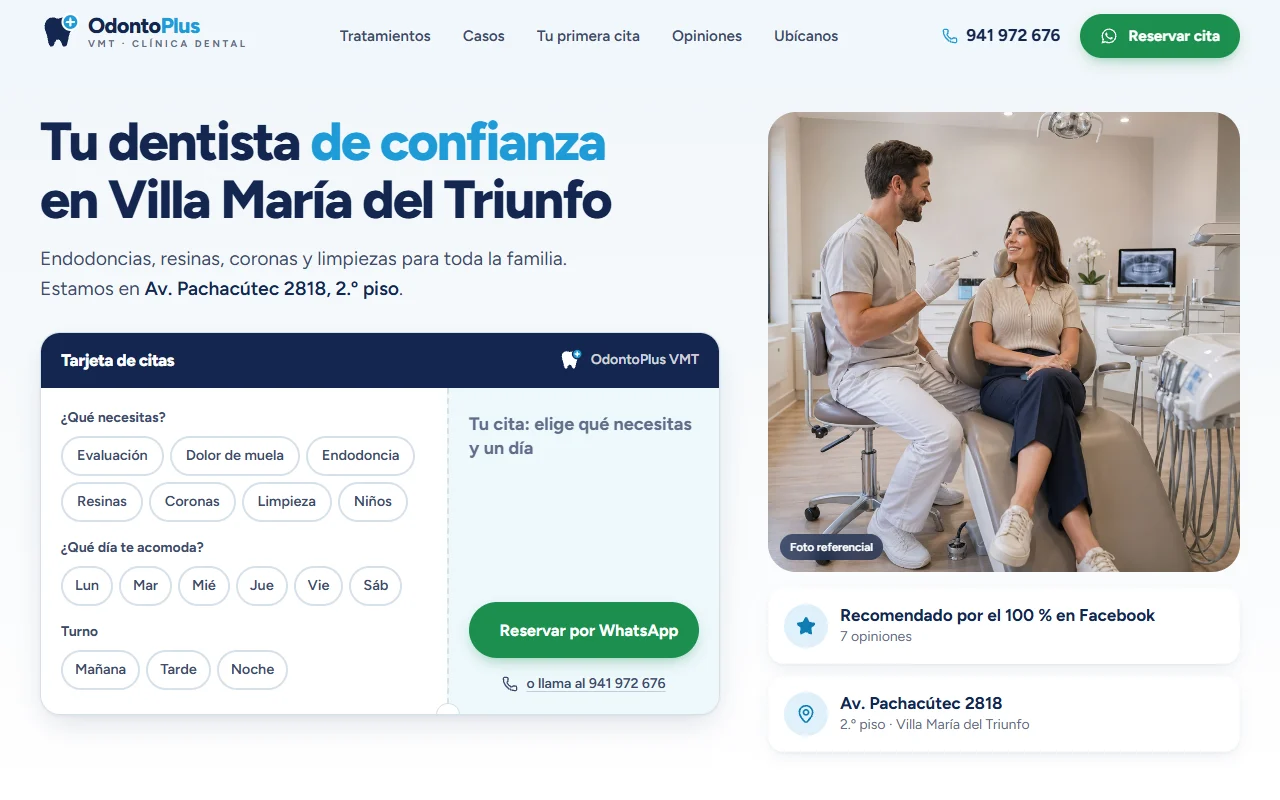 OdontoPlus
VMT · CLÍNICA DENTAL
Tratamientos
Casos
Tu primera cita
Opiniones
Ubícanos
941 972 676
Reservar cita
Tu dentista de confianza
en Villa María del Triunfo
Endodoncias, resinas, coronas y limpiezas para toda la familia.
Estamos en Av. Pachacútec 2818, 2.º piso.
Tarjeta de citas
OdontoPlus VMT
¿Qué necesitas?
Evaluación
Dolor de muela
Endodoncia
Resinas
Coronas
Limpieza
Niños
¿Qué día te acomoda?
Lun
Mar
Mié
Jue
Vie
Sáb
Turno
Mañana
Tarde
Noche
Tu cita: elige qué necesitas
y un día
Reservar por WhatsApp
o llama al 941 972 676
Foto referencial
Recomendado por el 100 % en Facebook
7 opiniones
Av. Pachacútec 2818
2.º piso · Villa María del Triunfo